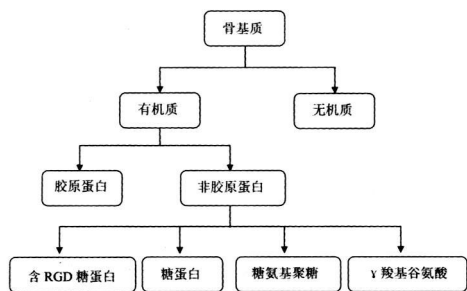 骨基质
有机质
无机质
胶原蛋白
非胶原蛋白
含 RGD 糖蛋白
糖蛋白
糖氨基聚糖
γ 羧基谷氨酸